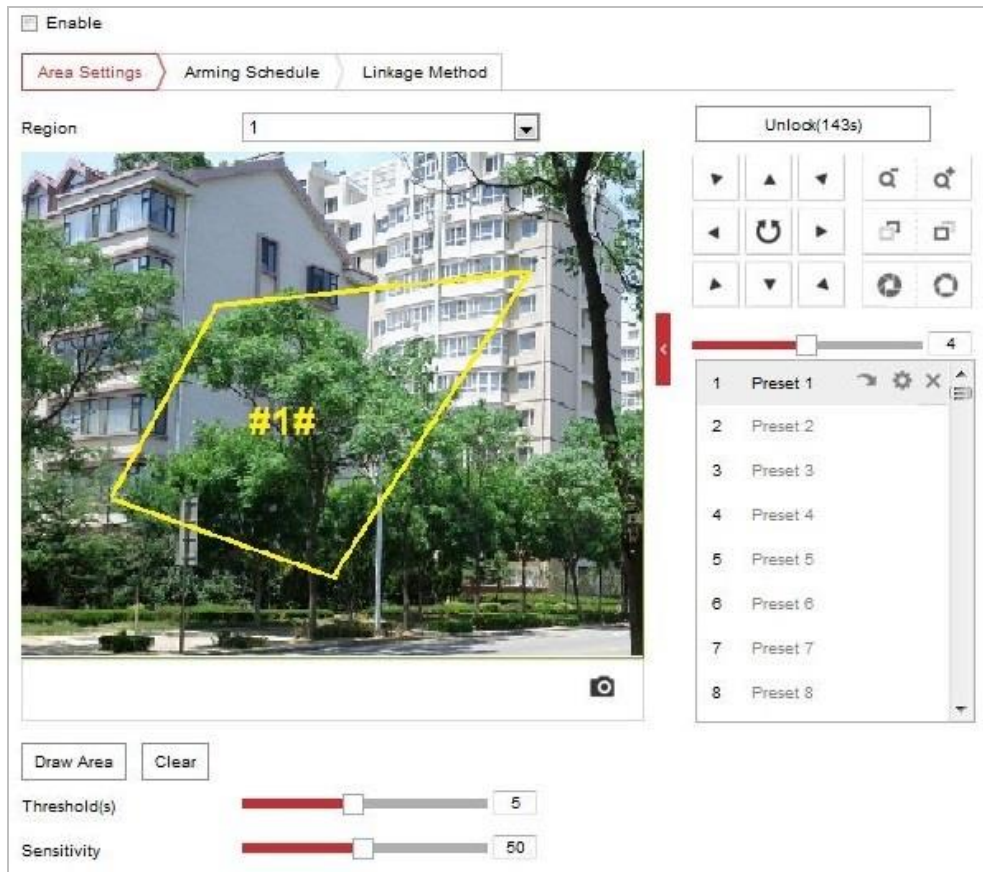 Enable
Area Settings
Arming Schedule
Linkage Method
Region
1
Unlock(143s)
#1#
4
1 Preset 1
2 Preset 2
3 Preset 3
4 Preset 4
5 Preset 5
6 Preset 6
7 Preset 7
8 Preset 8
Draw Area
Clear
Threshold(s)
5
Sensitivity
50